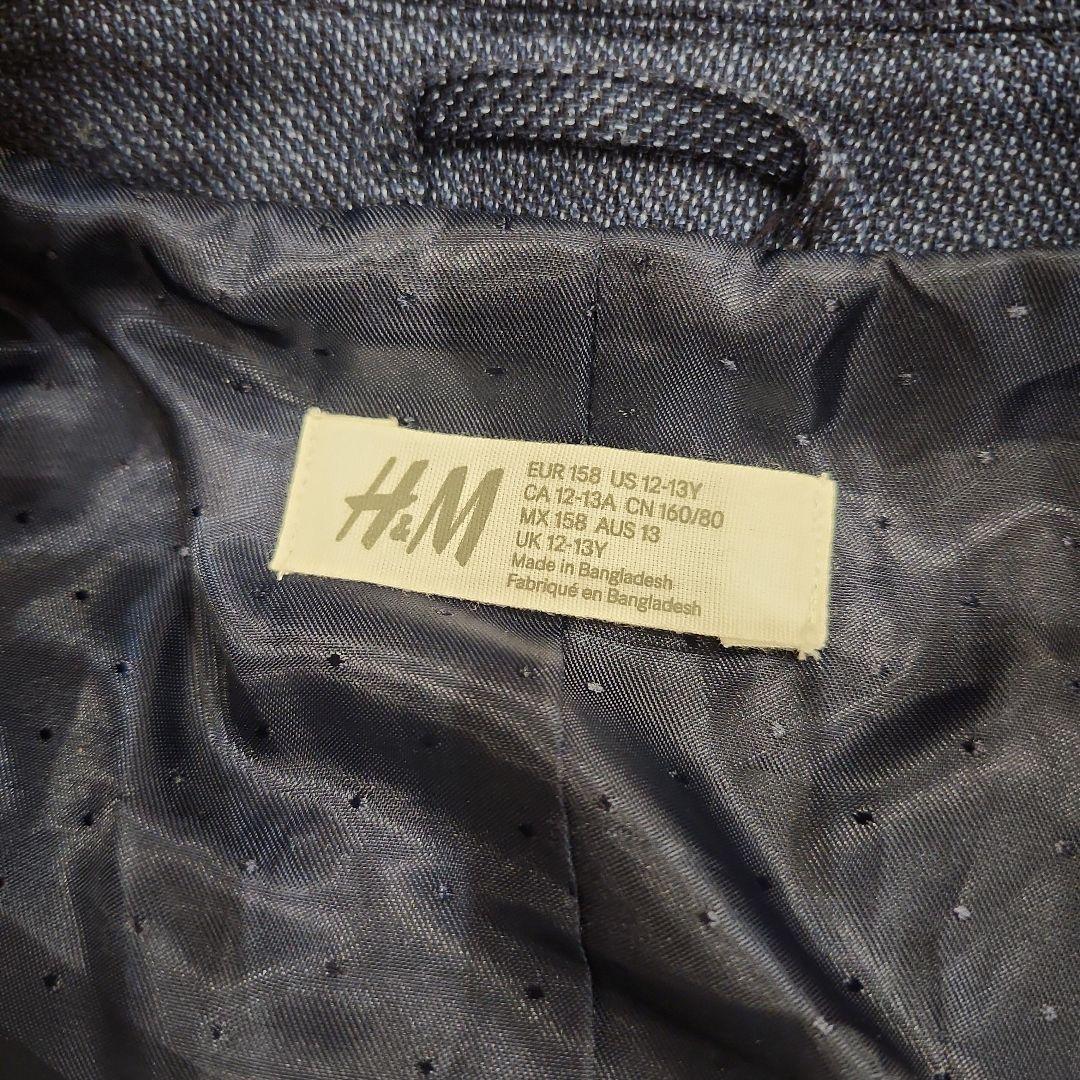 H&M
EUR 158 US 12-13Y
CA 12-13A CN 160/80
MX 158 AUS 13
UK 12-13Y
Made in Bangladesh
Fabriqué en Bangladesh